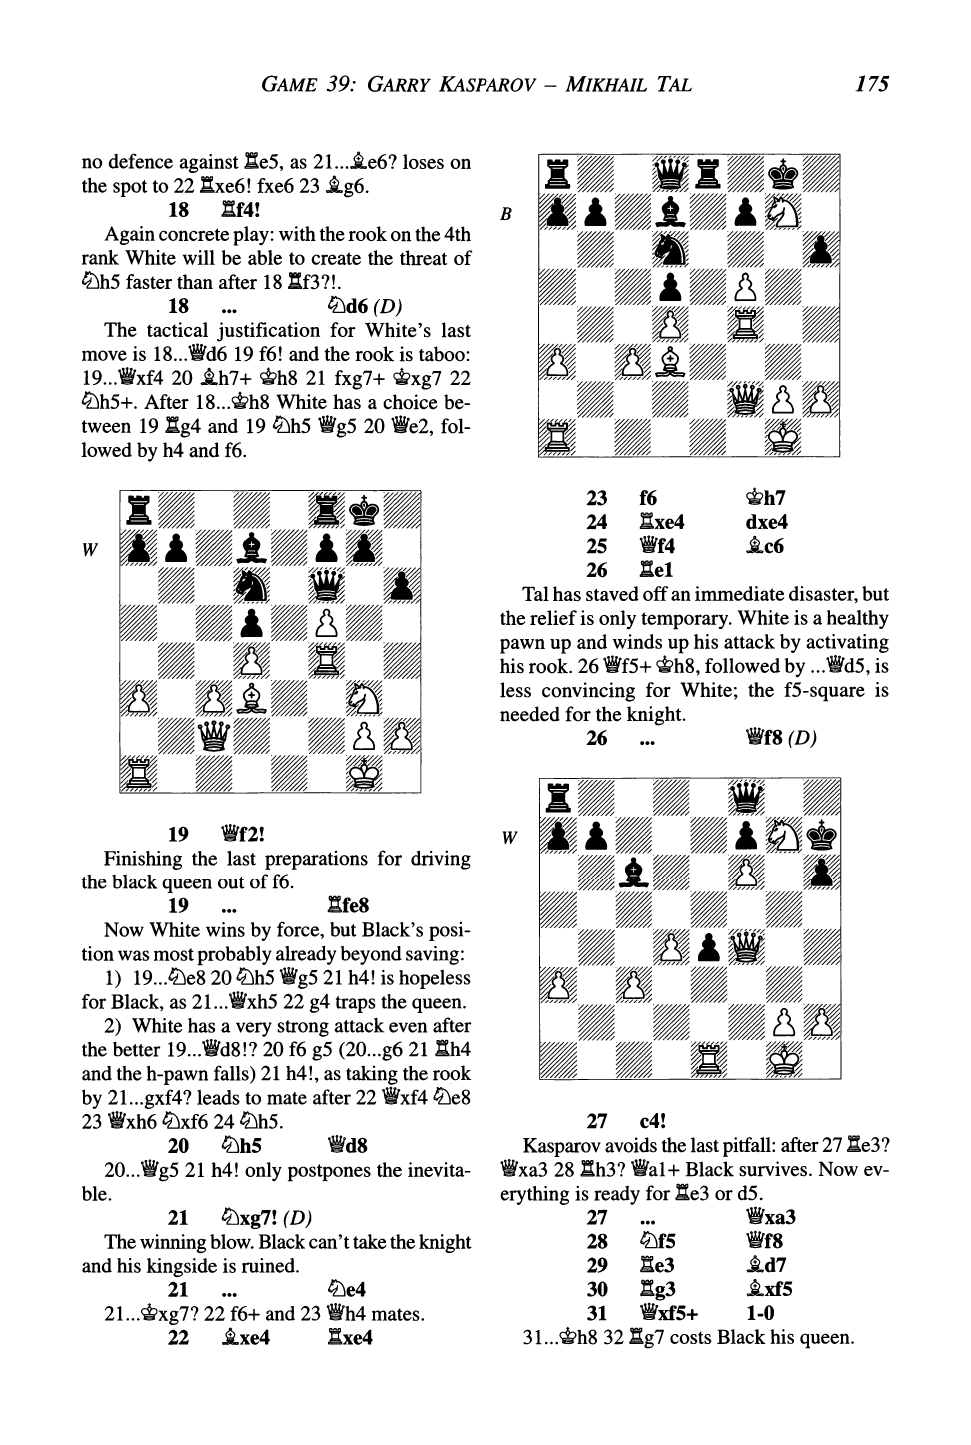 GAME 39: GARRY KASPAROV – MIKHAIL TAL 175
no defence against ♖e5, as 21...♗e6? loses on
the spot to 22 ♖xe6! fxe6 23 ♗g6.
18 ♖f4!
Again concrete play: with the rook on the 4th
rank White will be able to create the threat of
♘h5 faster than after 18 ♖f3?!.
18 ... ♘d6 (D)
The tactical justification for White's last
move is 18...♕d6 19 f6! and the rook is taboo:
19...♕xf4 20 ♗h7+ ♔h8 21 fxg7+ ♔xg7 22
♘h5+. After 18...♔h8 White has a choice be-
tween 19 ♖g4 and 19 ♘h5 ♕g5 20 ♕e2, fol-
lowed by h4 and f6.
W
19 ♕f2!
Finishing the last preparations for driving
the black queen out of f6.
19 ... ♖fe8
Now White wins by force, but Black's posi-
tion was most probably already beyond saving:
1) 19...♘e8 20 ♘h5 ♕g5 21 h4! is hopeless
for Black, as 21...♕xh5 22 g4 traps the queen.
2) White has a very strong attack even after
the better 19...♕d8!? 20 f6 g5 (20...g6 21 ♖h4
and the h-pawn falls) 21 h4!, as taking the rook
by 21...gxf4? leads to mate after 22 ♕xf4 ♘e8
23 ♕xh6 ♘xf6 24 ♘h5.
20 ♘h5 ♕d8
20...♕g5 21 h4! only postpones the inevita-
ble.
21 ♘xg7! (D)
The winning blow. Black can't take the knight
and his kingside is ruined.
21 ... ♘e4
21...♔xg7? 22 f6+ and 23 ♕h4 mates.
22 ♗xe4 ♖xe4
B
23 f6 ♔h7
24 ♖xe4 dxe4
25 ♕f4 ♗c6
26 ♖e1
Tal has staved off an immediate disaster, but
the relief is only temporary. White is a healthy
pawn up and winds up his attack by activating
his rook. 26 ♕f5+ ♔h8, followed by ...♕d5, is
less convincing for White; the f5-square is
needed for the knight.
26 ... ♕f8 (D)
W
27 c4!
Kasparov avoids the last pitfall: after 27 ♖e3?
♕xa3 28 ♖h3? ♕a1+ Black survives. Now ev-
erything is ready for ♖e3 or d5.
27 ... ♕xa3
28 ♘f5 ♕f8
29 ♖e3 ♗d7
30 ♖g3 ♗xf5
31 ♕xf5+ 1-0
31...♔h8 32 ♖g7 costs Black his queen.